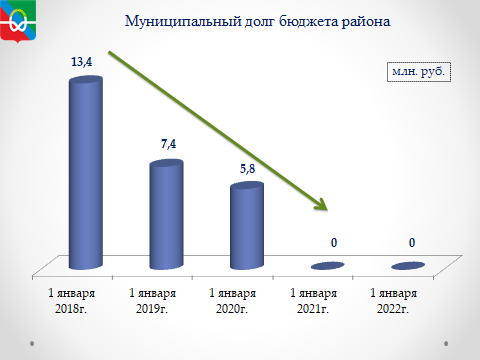 Муниципальный долг бюджета района
млн. руб.
13,4
7,4
5,8
0
0
1 января
2018г.
1 января
2019г.
1 января
2020г.
1 января
2021г.
1 января
2022г.